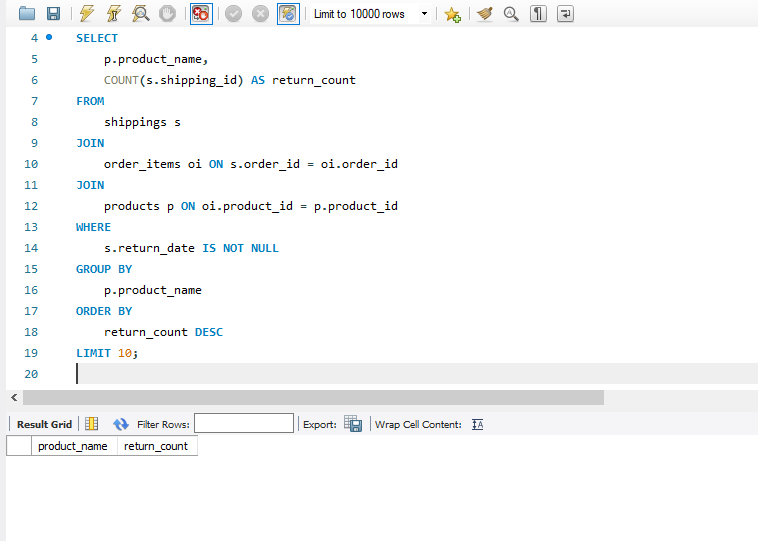 Limit to 10000 rows
4 SELECT
5 p.product_name,
6 COUNT(s.shipping_id) AS return_count
7 FROM
8 shippings s
9 JOIN
10 order_items oi ON s.order_id = oi.order_id
11 JOIN
12 products p ON oi.product_id = p.product_id
13 WHERE
14 s.return_date IS NOT NULL
15 GROUP BY
16 p.product_name
17 ORDER BY
18 return_count DESC
19 LIMIT 10;
20
Result Grid Filter Rows: Export: Wrap Cell Content: IA
product_name return_count